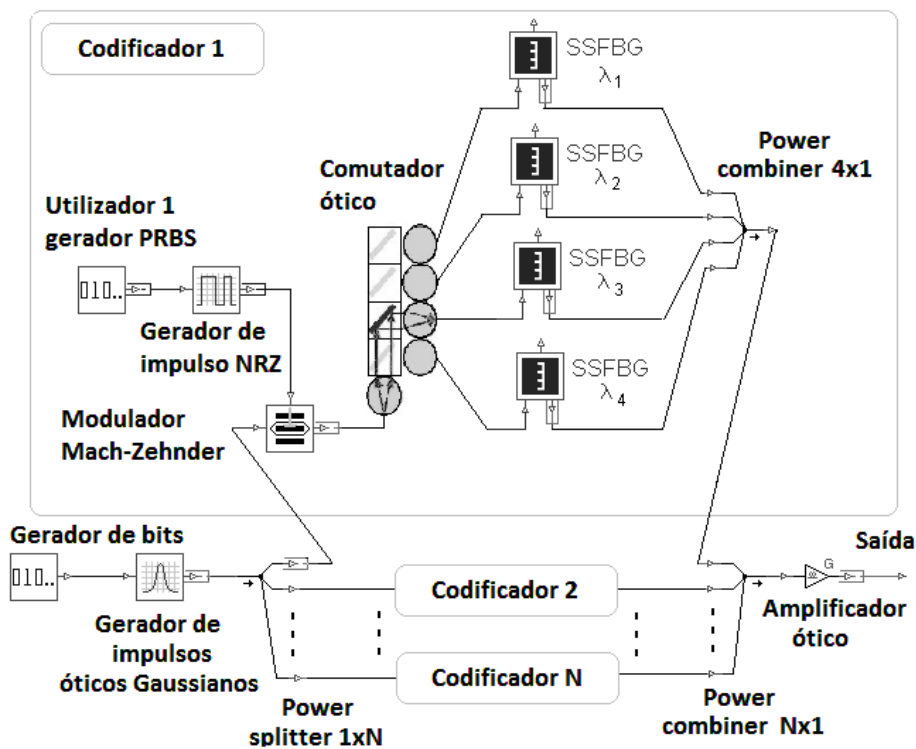 Codificador 1
SSFBG
λ1
SSFBG
λ2
Power
combiner 4x1
Comutador
ótico
Utilizador 1
gerador PRBS
010..
SSFBG
λ3
Gerador de
impulso NRZ
SSFBG
λ4
Modulador
Mach-Zehnder
Gerador de bits
010..
Saída
G
Codificador 2
Amplificador
ótico
Gerador de
impulsos
óticos Gaussianos
Codificador N
Power
splitter 1xN
Power
combiner Nx1